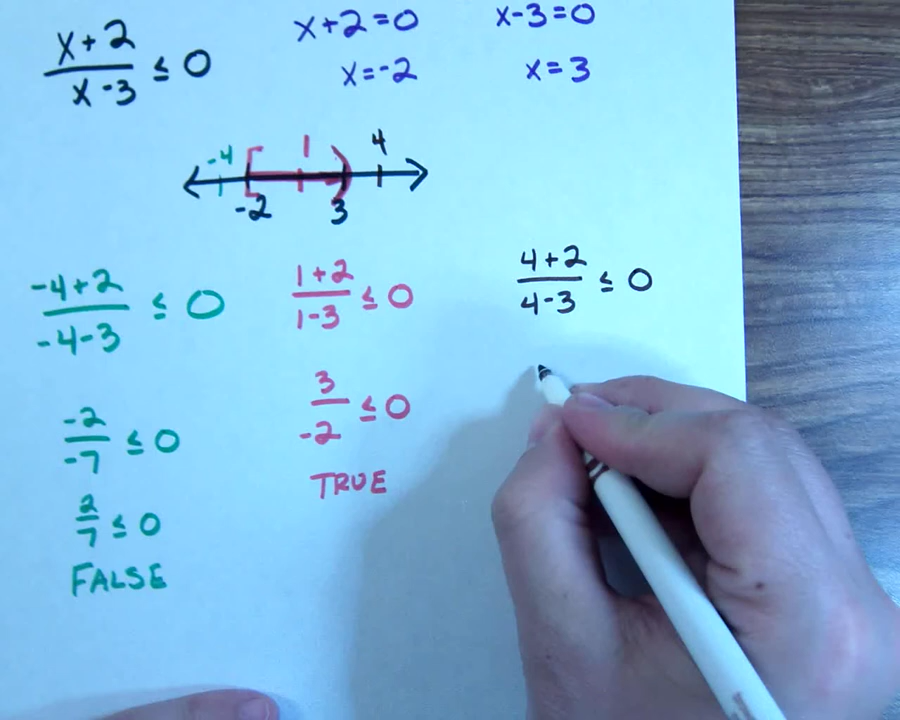 x+2 / x-3 ≤ 0
x+2=0
x=-2
x-3=0
x=3
-4 [ 1 ) 4
-2 3
-4+2 / -4-3 ≤ 0
-2 / -7 ≤ 0
2/7 ≤ 0
FALSE
1+2 / 1-3 ≤ 0
3 / -2 ≤ 0
TRUE
4+2 / 4-3 ≤ 0